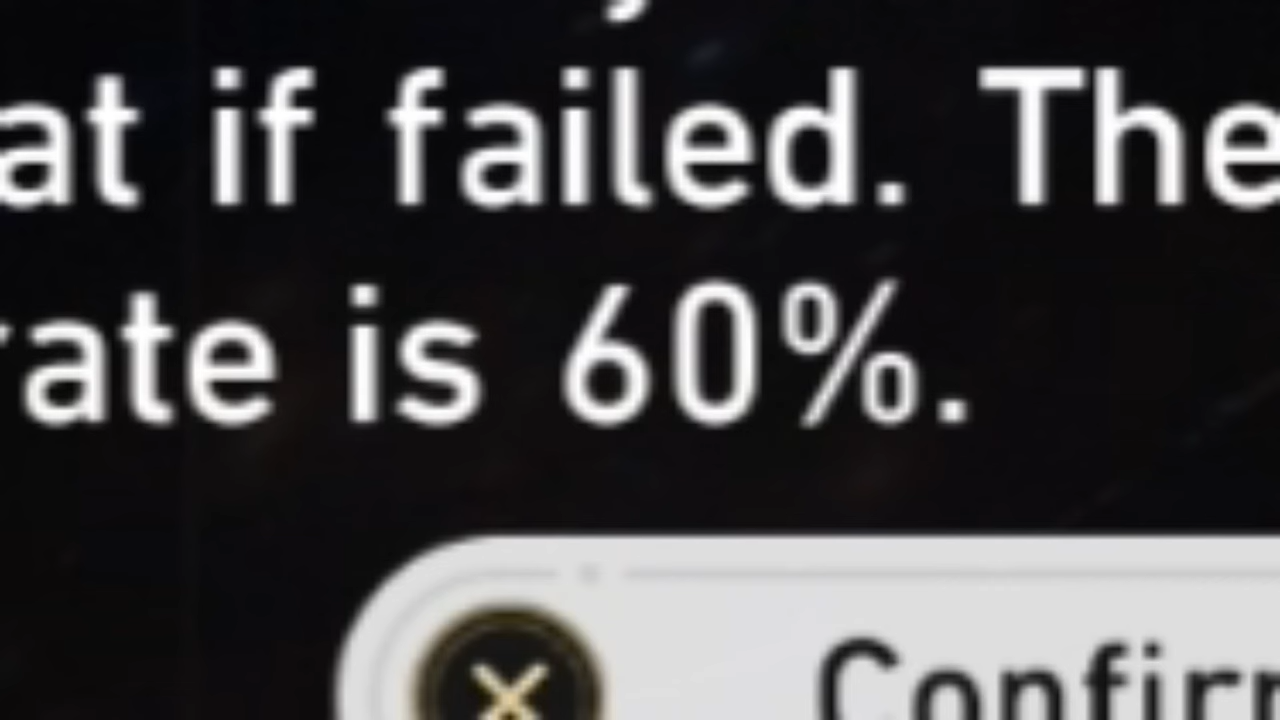 at if failed. The
rate is 60%.
Confir